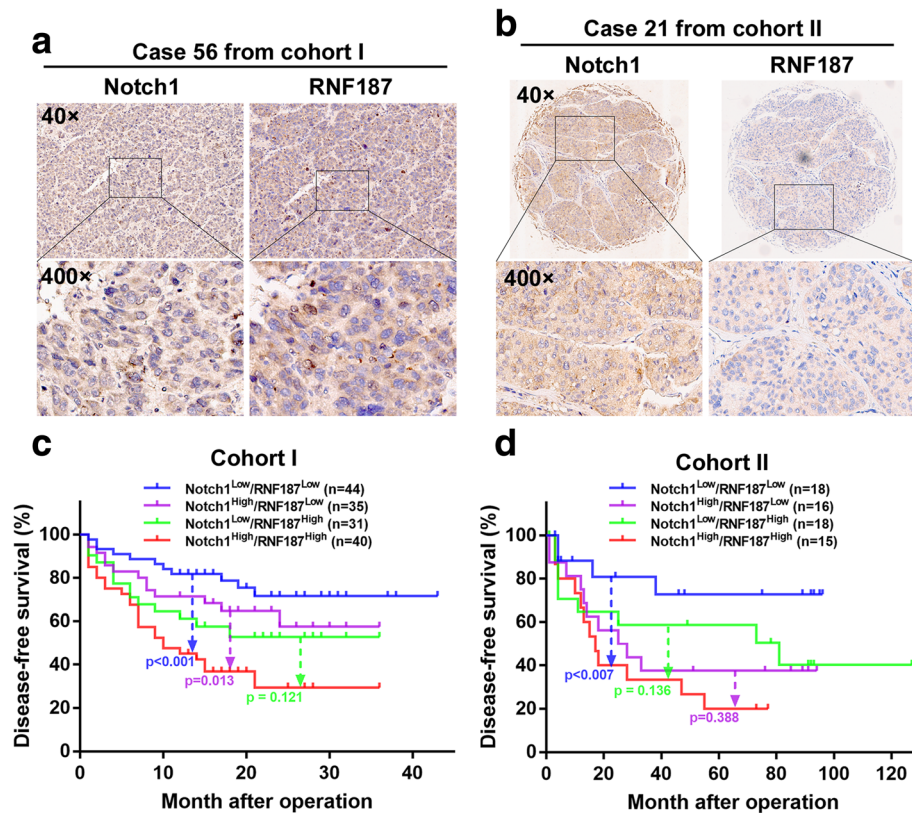 a
Case 56 from cohort I
Notch1 RNF187
40×
400×
b
Case 21 from cohort II
Notch1 RNF187
40×
400×
c
Cohort I
Notch1Low/RNF187Low (n=44)
Notch1High/RNF187Low (n=35)
Notch1Low/RNF187High (n=31)
Notch1High/RNF187High (n=40)
Disease-free survival (%)
100
80
60
40
20
0
p<0.001
p=0.013
p = 0.121
0 10 20 30 40
Month after operation
d
Cohort II
Notch1Low/RNF187Low (n=18)
Notch1High/RNF187Low (n=16)
Notch1Low/RNF187High (n=18)
Notch1High/RNF187High (n=15)
Disease-free survival (%)
100
80
60
40
20
0
p<0.007
p = 0.136
p=0.388
0 20 40 60 80 100 120
Month after operation